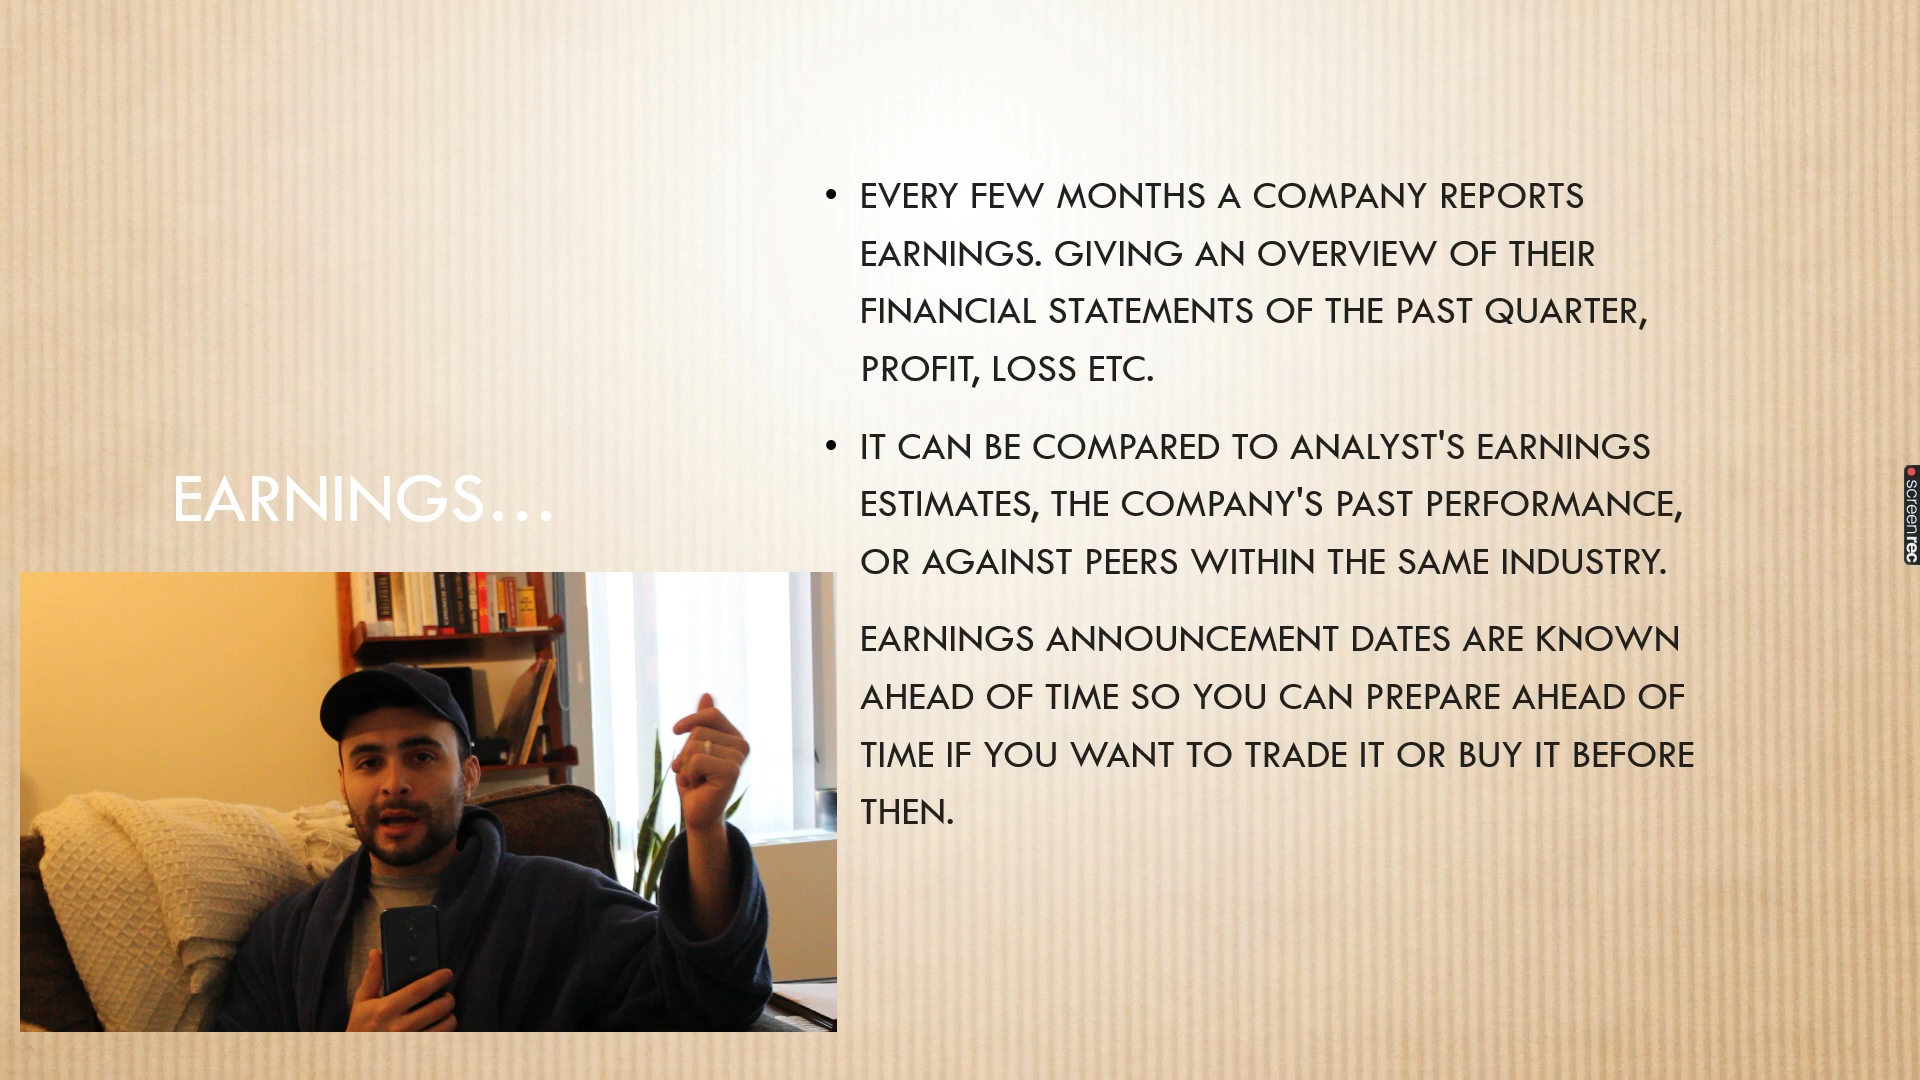 EARNINGS...
• EVERY FEW MONTHS A COMPANY REPORTS
EARNINGS. GIVING AN OVERVIEW OF THEIR
FINANCIAL STATEMENTS OF THE PAST QUARTER,
PROFIT, LOSS ETC.
• IT CAN BE COMPARED TO ANALYST'S EARNINGS
ESTIMATES, THE COMPANY'S PAST PERFORMANCE,
OR AGAINST PEERS WITHIN THE SAME INDUSTRY.
EARNINGS ANNOUNCEMENT DATES ARE KNOWN
AHEAD OF TIME SO YOU CAN PREPARE AHEAD OF
TIME IF YOU WANT TO TRADE IT OR BUY IT BEFORE
THEN.
screenrec